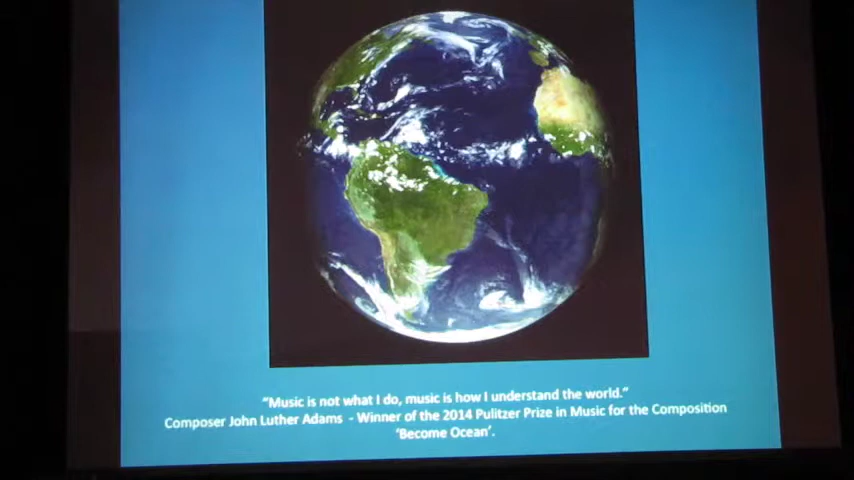 "Music is not what I do, music is how I understand the world."
Composer John Luther Adams - Winner of the 2014 Pulitzer Prize in Music for the Composition
'Become Ocean'.